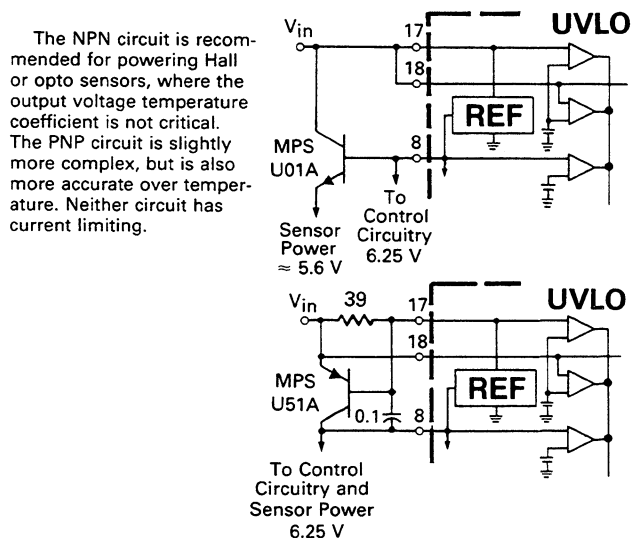 The NPN circuit is recom-
mended for powering Hall
or opto sensors, where the
output voltage temperature
coefficient is not critical.
The PNP circuit is slightly
more complex, but is also
more accurate over temper-
ature. Neither circuit has
current limiting.
Vin
17
UVLO
18
REF
MPS
U01A
8
To
Control
Circuitry
6.25 V
Sensor
Power
≈ 5.6 V
Vin
39
17
UVLO
18
MPS
U51A
REF
0.1
8
To Control
Circuitry and
Sensor Power
6.25 V